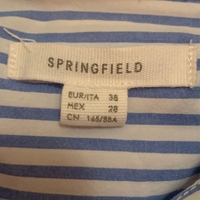 SPRINGFIELD
EUR/ITA 38
MEX 28
CN 165/88A